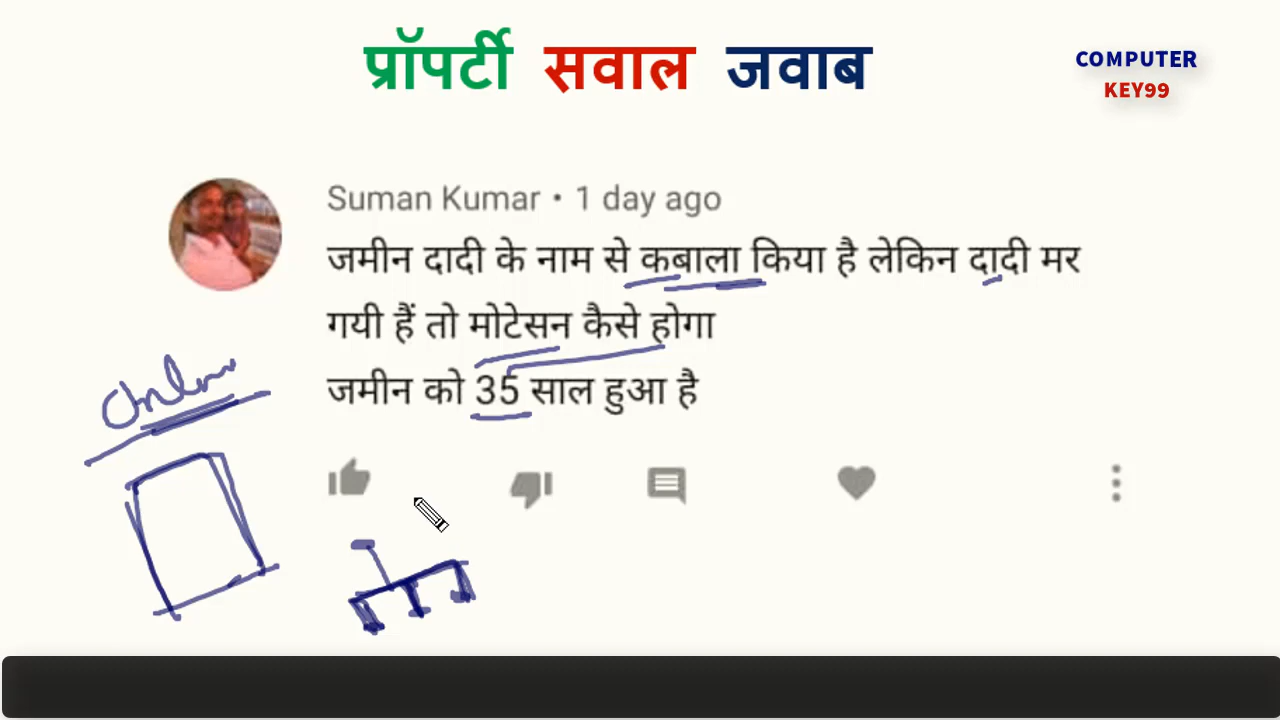 प्रॉपर्टी सवाल जवाब
COMPUTER
KEY99
Suman Kumar • 1 day ago
जमीन दादी के नाम से कबाला किया है लेकिन दादी मर
गयी हैं तो मोटेसन कैसे होगा
जमीन को 35 साल हुआ है